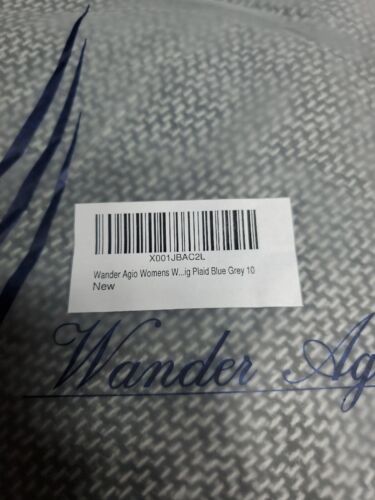 X001JBAC2L
Wander Agio Womens W...ig Plaid Blue Grey 10
New
Wander Ag